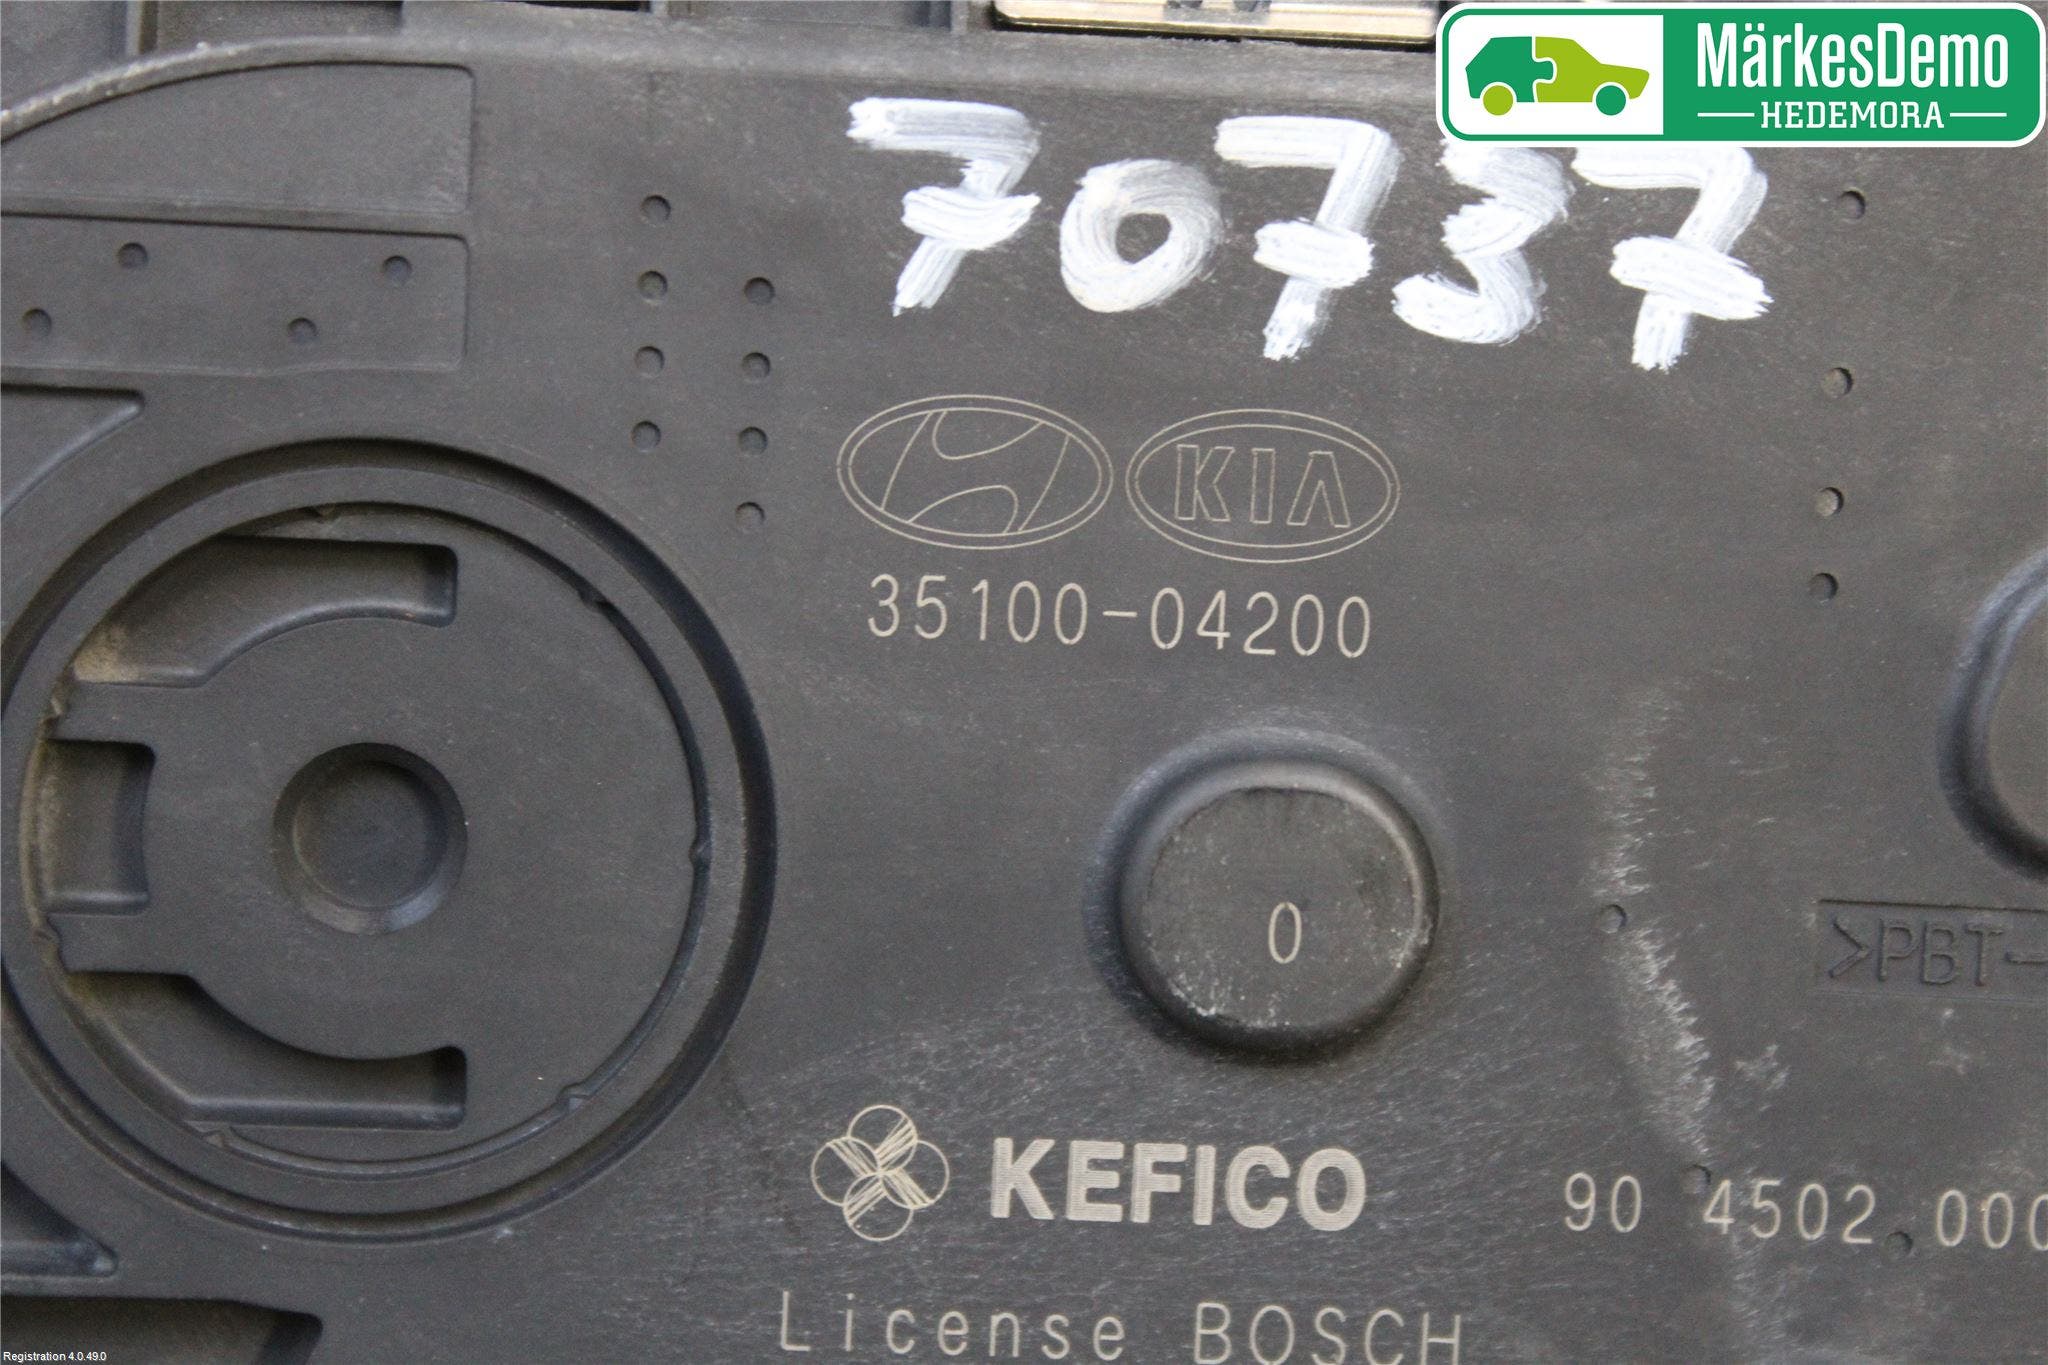 MärkesDemo
HEDEMORA
70737
KIA
35100-04200
0
>PBT-
KEFICO
90 4502 000
License BOSCH
Registration 4.0.49.0